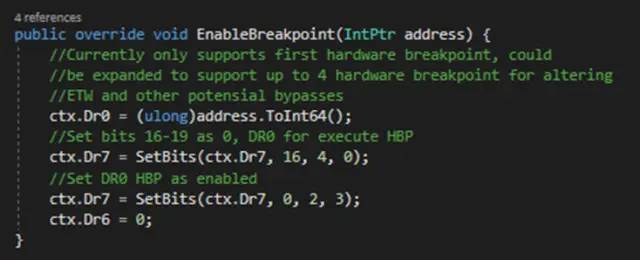 4 references
public override void EnableBreakpoint(IntPtr address) {
//Currently only supports first hardware breakpoint, could
//be expanded to support up to 4 hardware breakpoint for altering
//ETW and other potensial bypasses
ctx.Dr0 = (ulong)address.ToInt64();
//Set bits 16-19 as 0, DR0 for execute HBP
ctx.Dr7 = SetBits(ctx.Dr7, 16, 4, 0);
//Set DR0 HBP as enabled
ctx.Dr7 = SetBits(ctx.Dr7, 0, 2, 3);
ctx.Dr6 = 0;
}